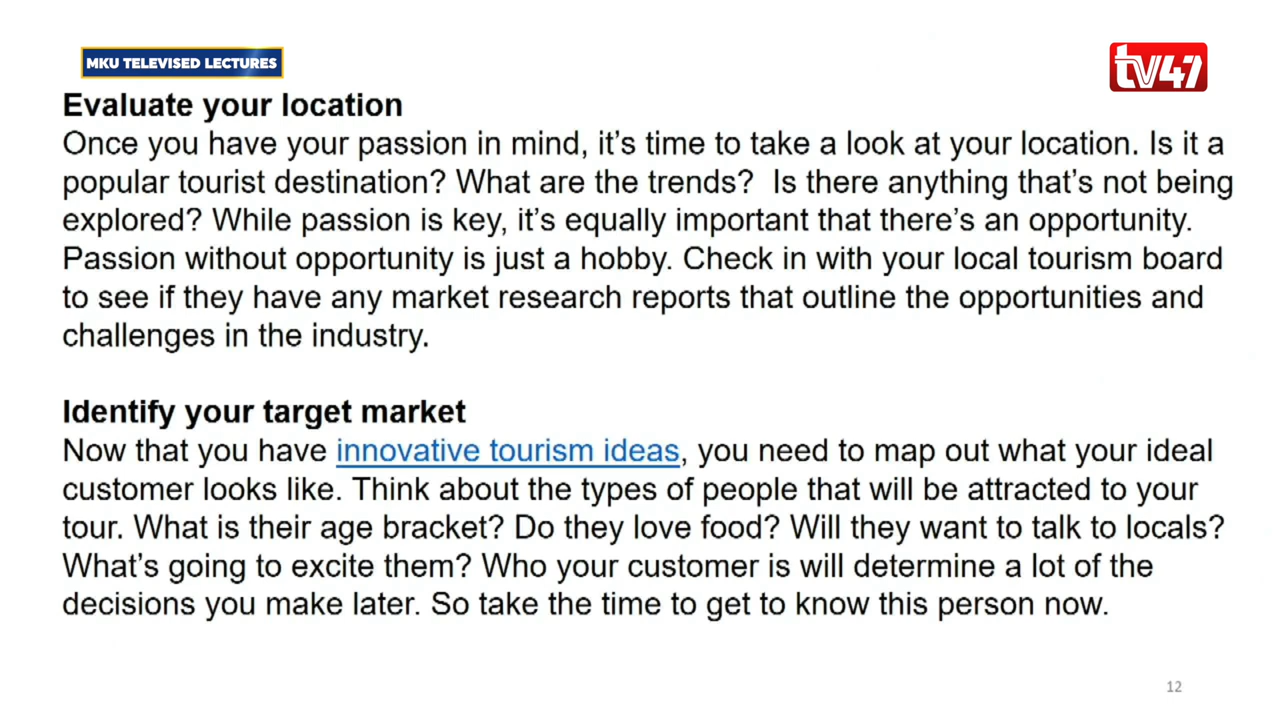 MKU TELEVISED LECTURES
tv47
Evaluate your location
Once you have your passion in mind, it's time to take a look at your location. Is it a
popular tourist destination? What are the trends?  Is there anything that's not being
explored? While passion is key, it's equally important that there's an opportunity.
Passion without opportunity is just a hobby. Check in with your local tourism board
to see if they have any market research reports that outline the opportunities and
challenges in the industry.
Identify your target market
Now that you have innovative tourism ideas, you need to map out what your ideal
customer looks like. Think about the types of people that will be attracted to your
tour. What is their age bracket? Do they love food? Will they want to talk to locals?
What's going to excite them? Who your customer is will determine a lot of the
decisions you make later. So take the time to get to know this person now.
12